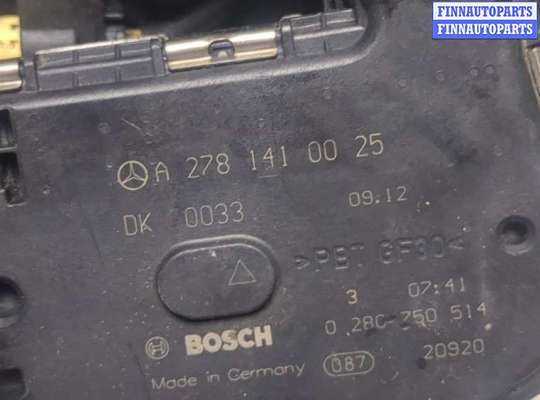 FINNAUTOPARTS
FINNAUTOPARTS
A 278 141 00 25
DK 0033
09.12
>PBT GF30<
3 07:41
BOSCH
0 280 750 514
Made in Germany
087
20920